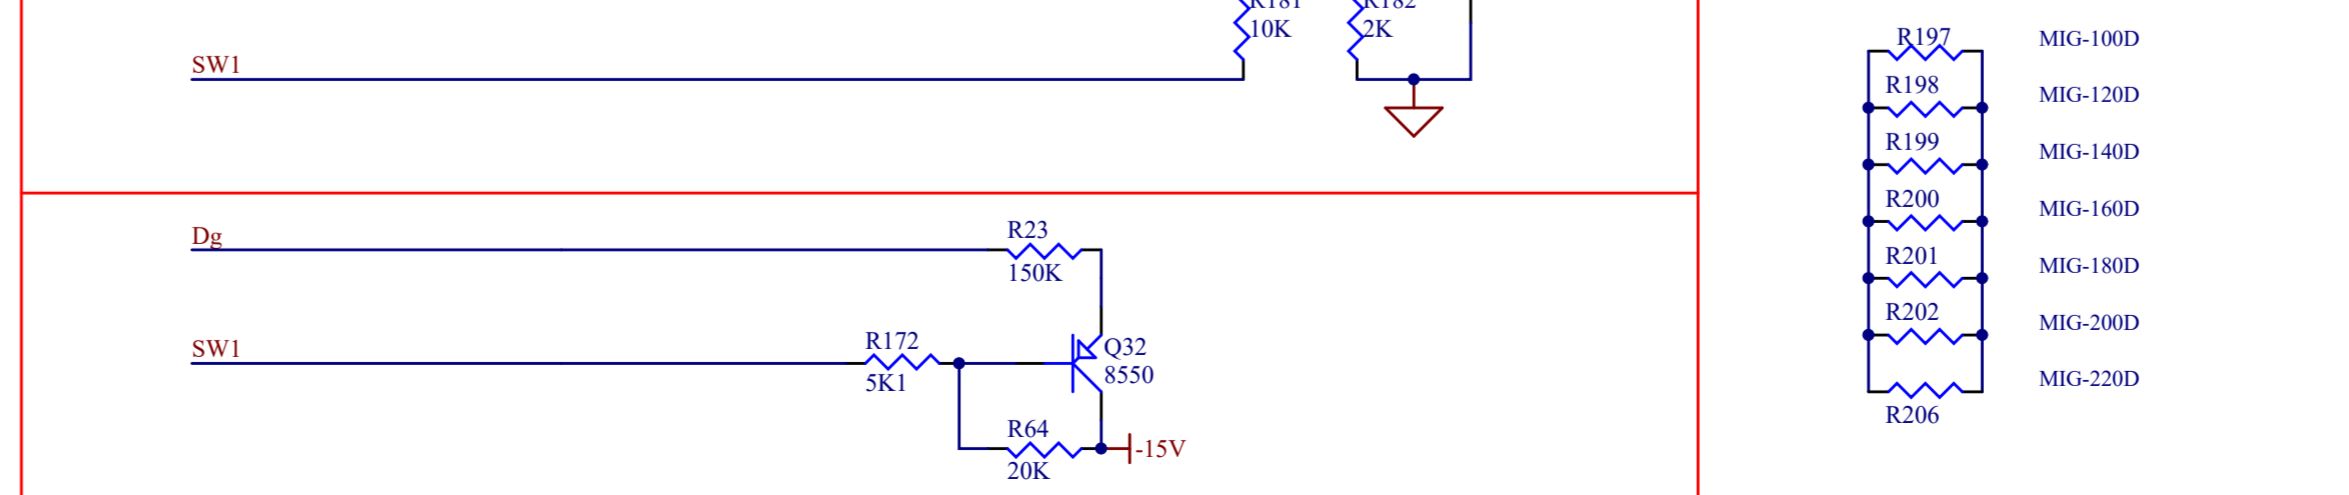 R181
10K
R182
2K
SW1
Dg
R23
150K
SW1
R172
5K1
Q32
8550
R64
20K
-15V
R197
MIG-100D
R198
MIG-120D
R199
MIG-140D
R200
MIG-160D
R201
MIG-180D
R202
MIG-200D
MIG-220D
R206